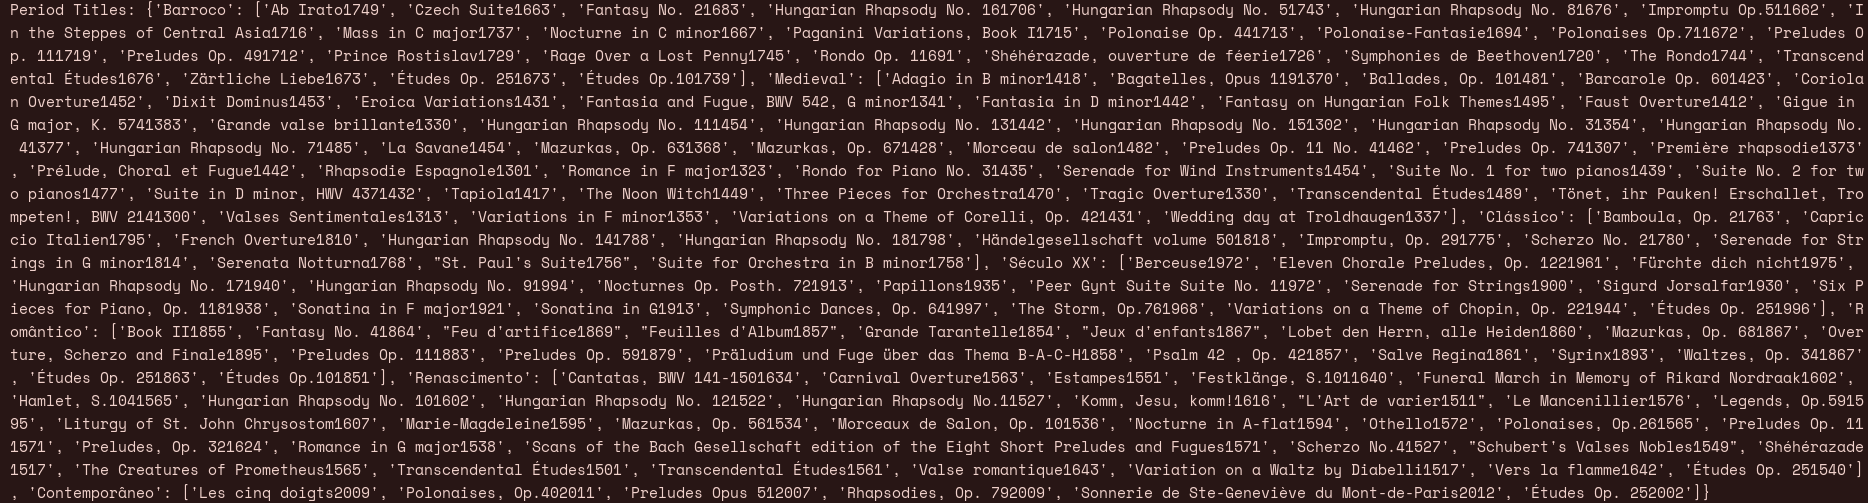 Period Titles: {'Barroco': ['Ab Irato1749', 'Czech Suite1663', 'Fantasy No. 21683', 'Hungarian Rhapsody No. 161706', 'Hungarian Rhapsody No. 51743', 'Hungarian Rhapsody No. 81676', 'Impromptu Op.511662', 'I
n the Steppes of Central Asia1716', 'Mass in C major1737', 'Nocturne in C minor1667', 'Paganini Variations, Book I1715', 'Polonaise Op. 441713', 'Polonaise-Fantasie1694', 'Polonaises Op.711672', 'Preludes O
p. 111719', 'Preludes Op. 491712', 'Prince Rostislav1729', 'Rage Over a Lost Penny1745', 'Rondo Op. 11691', 'Shéhérazade, ouverture de féerie1726', 'Symphonies de Beethoven1720', 'The Rondo1744', 'Transcend
ental Études1676', 'Zärtliche Liebe1673', 'Études Op. 251673', 'Études Op.101739'], 'Medieval': ['Adagio in B minor1418', 'Bagatelles, Opus 1191370', 'Ballades, Op. 101481', 'Barcarole Op. 601423', 'Coriola
n Overture1452', 'Dixit Dominus1453', 'Eroica Variations1431', 'Fantasia and Fugue, BWV 542, G minor1341', 'Fantasia in D minor1442', 'Fantasy on Hungarian Folk Themes1495', 'Faust Overture1412', 'Gigue in
G major, K. 5741383', 'Grande valse brillante1330', 'Hungarian Rhapsody No. 111454', 'Hungarian Rhapsody No. 131442', 'Hungarian Rhapsody No. 151302', 'Hungarian Rhapsody No. 31354', 'Hungarian Rhapsody No.
 41377', 'Hungarian Rhapsody No. 71485', 'La Savane1454', 'Mazurkas, Op. 631368', 'Mazurkas, Op. 671428', 'Morceau de salon1482', 'Preludes Op. 11 No. 41462', 'Preludes Op. 741307', 'Première rhapsodie1373'
, 'Prélude, Choral et Fugue1442', 'Rhapsodie Espagnole1301', 'Romance in F major1323', 'Rondo for Piano No. 31435', 'Serenade for Wind Instruments1454', 'Suite No. 1 for two pianos1439', 'Suite No. 2 for tw
o pianos1477', 'Suite in D minor, HWV 4371432', 'Tapiola1417', 'The Noon Witch1449', 'Three Pieces for Orchestra1470', 'Tragic Overture1330', 'Transcendental Études1489', 'Tönet, ihr Pauken! Erschallet, Tro
mpeten!, BWV 2141300', 'Valses Sentimentales1313', 'Variations in F minor1353', 'Variations on a Theme of Corelli, Op. 421431', 'Wedding day at Troldhaugen1337'], 'Clássico': ['Bamboula, Op. 21763', 'Capric
cio Italien1795', 'French Overture1810', 'Hungarian Rhapsody No. 141788', 'Hungarian Rhapsody No. 181798', 'Händelgesellschaft volume 501818', 'Impromptu, Op. 291775', 'Scherzo No. 21780', 'Serenade for Str
ings in G minor1814', 'Serenata Notturna1768', "St. Paul's Suite1756", 'Suite for Orchestra in B minor1758'], 'Século XX': ['Berceuse1972', 'Eleven Chorale Preludes, Op. 1221961', 'Fürchte dich nicht1975',
'Hungarian Rhapsody No. 171940', 'Hungarian Rhapsody No. 91994', 'Nocturnes Op. Posth. 721913', 'Papillons1935', 'Peer Gynt Suite Suite No. 11972', 'Serenade for Strings1900', 'Sigurd Jorsalfar1930', 'Six P
ieces for Piano, Op. 1181938', 'Sonatina in F major1921', 'Sonatina in G1913', 'Symphonic Dances, Op. 641997', 'The Storm, Op.761968', 'Variations on a Theme of Chopin, Op. 221944', 'Études Op. 251996'], 'R
omântico': ['Book II1855', 'Fantasy No. 41864', "Feu d'artifice1869", "Feuilles d'Album1857", 'Grande Tarantelle1854', "Jeux d'enfants1867", 'Lobet den Herrn, alle Heiden1860', 'Mazurkas, Op. 681867', 'Over
ture, Scherzo and Finale1895', 'Preludes Op. 111883', 'Preludes Op. 591879', 'Präludium und Fuge über das Thema B-A-C-H1858', 'Psalm 42 , Op. 421857', 'Salve Regina1861', 'Syrinx1893', 'Waltzes, Op. 341867'
, 'Études Op. 251863', 'Études Op.101851'], 'Renascimento': ['Cantatas, BWV 141-1501634', 'Carnival Overture1563', 'Estampes1551', 'Festklänge, S.1011640', 'Funeral March in Memory of Rikard Nordraak1602',
'Hamlet, S.1041565', 'Hungarian Rhapsody No. 101602', 'Hungarian Rhapsody No. 121522', 'Hungarian Rhapsody No.11527', 'Komm, Jesu, komm!1616', "L'Art de varier1511", 'Le Mancenillier1576', 'Legends, Op.5915
95', 'Liturgy of St. John Chrysostom1607', 'Marie-Magdeleine1595', 'Mazurkas, Op. 561534', 'Morceaux de Salon, Op. 101536', 'Nocturne in A-flat1594', 'Othello1572', 'Polonaises, Op.261565', 'Preludes Op. 11
1571', 'Preludes, Op. 321624', 'Romance in G major1538', 'Scans of the Bach Gesellschaft edition of the Eight Short Preludes and Fugues1571', 'Scherzo No.41527', "Schubert's Valses Nobles1549", 'Shéhérazade
1517', 'The Creatures of Prometheus1565', 'Transcendental Études1501', 'Transcendental Études1561', 'Valse romantique1643', 'Variation on a Waltz by Diabelli1517', 'Vers la flamme1642', 'Études Op. 251540']
, 'Contemporâneo': ['Les cinq doigts2009', 'Polonaises, Op.402011', 'Preludes Opus 512007', 'Rhapsodies, Op. 792009', 'Sonnerie de Ste-Geneviève du Mont-de-Paris2012', 'Études Op. 252002']}